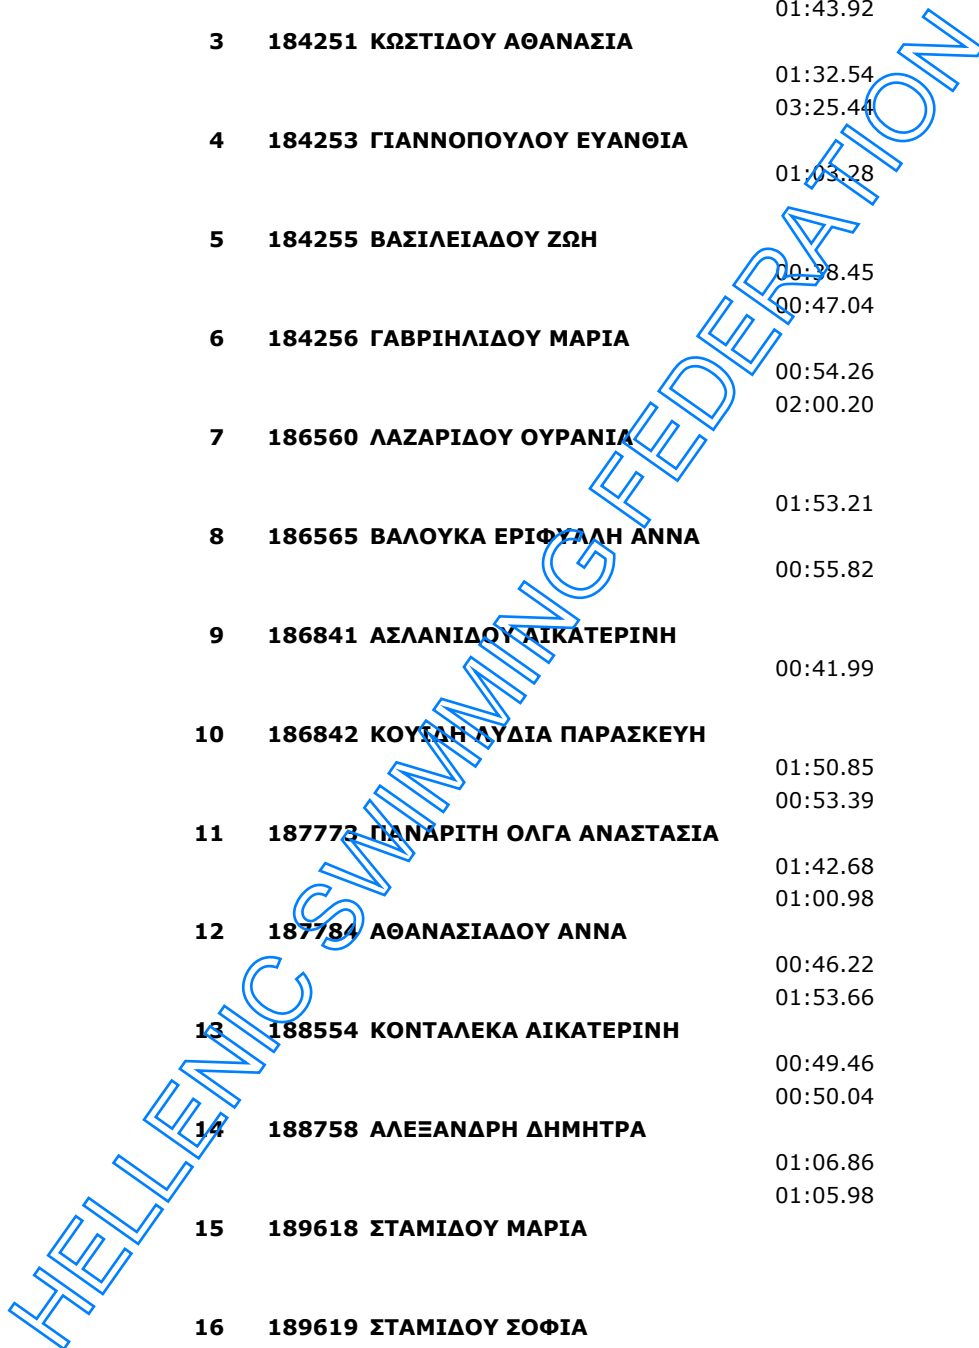 01:43.92
3 184251 ΚΩΣΤΙΔΟΥ ΑΘΑΝΑΣΙΑ
01:32.54
03:25.44
4 184253 ΓΙΑΝΝΟΠΟΥΛΟΥ ΕΥΑΝΘΙΑ
01:03.28
5 184255 ΒΑΣΙΛΕΙΑΔΟΥ ΖΩΗ
00:38.45
00:47.04
6 184256 ΓΑΒΡΙΗΛΙΔΟΥ ΜΑΡΙΑ
00:54.26
02:00.20
7 186560 ΛΑΖΑΡΙΔΟΥ ΟΥΡΑΝΙΑ
01:53.21
8 186565 ΒΑΛΟΥΚΑ ΕΡΙΦΥΛΛΗ ΑΝΝΑ
00:55.82
9 186841 ΑΣΛΑΝΙΔΟΥ ΑΙΚΑΤΕΡΙΝΗ
00:41.99
10 186842 ΚΟΥΙΔΗ ΛΥΔΙΑ ΠΑΡΑΣΚΕΥΗ
01:50.85
00:53.39
11 187773 ΠΑΝΑΡΙΤΗ ΟΛΓΑ ΑΝΑΣΤΑΣΙΑ
01:42.68
01:00.98
12 187784 ΑΘΑΝΑΣΙΑΔΟΥ ΑΝΝΑ
00:46.22
01:53.66
13 188554 ΚΟΝΤΑΛΕΚΑ ΑΙΚΑΤΕΡΙΝΗ
00:49.46
00:50.04
14 188758 ΑΛΕΞΑΝΔΡΗ ΔΗΜΗΤΡΑ
01:06.86
01:05.98
15 189618 ΣΤΑΜΙΔΟΥ ΜΑΡΙΑ
16 189619 ΣΤΑΜΙΔΟΥ ΣΟΦΙΑ
HELLENIC SWIMMING FEDERATION